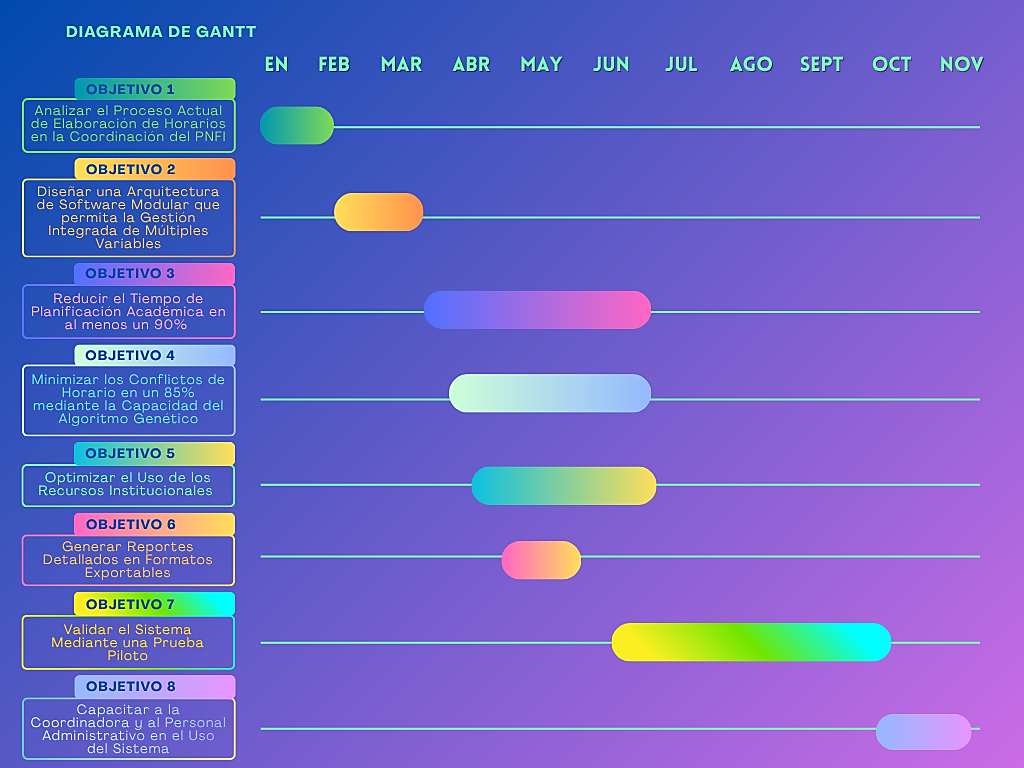 DIAGRAMA DE GANTT
EN FEB MAR ABR MAY JUN JUL AGO SEPT OCT NOV
OBJETIVO 1
Analizar el Proceso Actual
de Elaboración de Horarios
en la Coordinación del PNFI
OBJETIVO 2
Diseñar una Arquitectura
de Software Modular que
permita la Gestión
Integrada de Múltiples
Variables
OBJETIVO 3
Reducir el Tiempo de
Planificación Académica en
al menos un 90%
OBJETIVO 4
Minimizar los Conflictos de
Horario en un 85%
mediante la Capacidad del
Algoritmo Genético
OBJETIVO 5
Optimizar el Uso de los
Recursos Institucionales
OBJETIVO 6
Generar Reportes
Detallados en Formatos
Exportables
OBJETIVO 7
Validar el Sistema
Mediante una Prueba
Piloto
OBJETIVO 8
Capacitar a la
Coordinadora y al Personal
Administrativo en el Uso
del Sistema